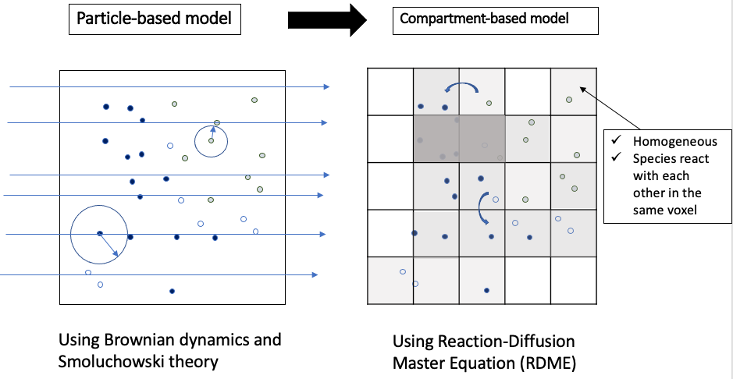 Particle-based model
Compartment-based model
✓ Homogeneous
✓ Species react
with each
other in the
same voxel
Using Brownian dynamics and
Smoluchowski theory
Using Reaction-Diffusion
Master Equation (RDME)